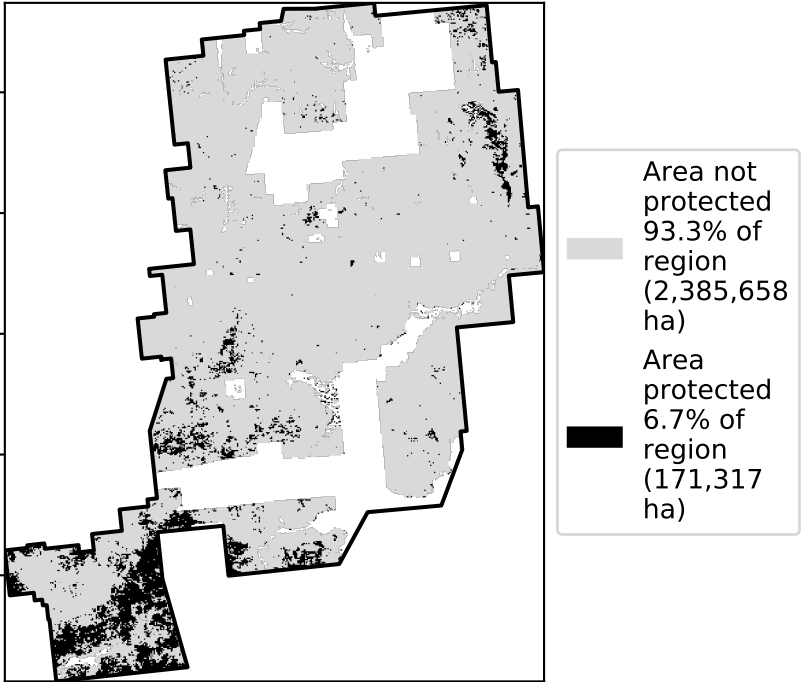 Area not
protected
93.3% of
region
(2,385,658
ha)
Area
protected
6.7% of
region
(171,317
ha)